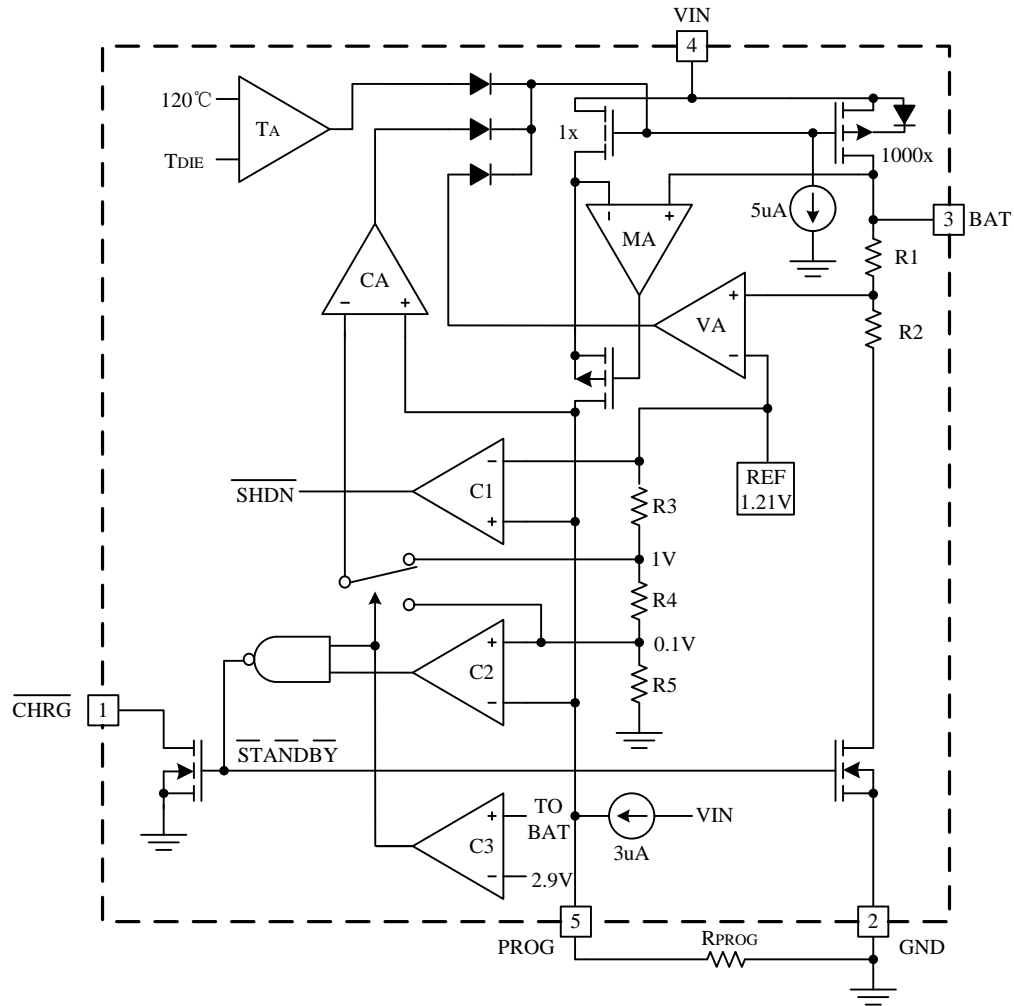 VIN
4
120℃
TA
TDIE
1x
1000x
5uA
3
BAT
MA
R1
CA
− +
− +
+
VA
−
R2
REF
1.21V
SHDN
−
C1
+
R3
1V
R4
+
C2
−
0.1V
R5
CHRG
1
STANDBY
+
C3
−
TO
BAT
2.9V
3uA
VIN
PROG
5
RPROG
2
GND